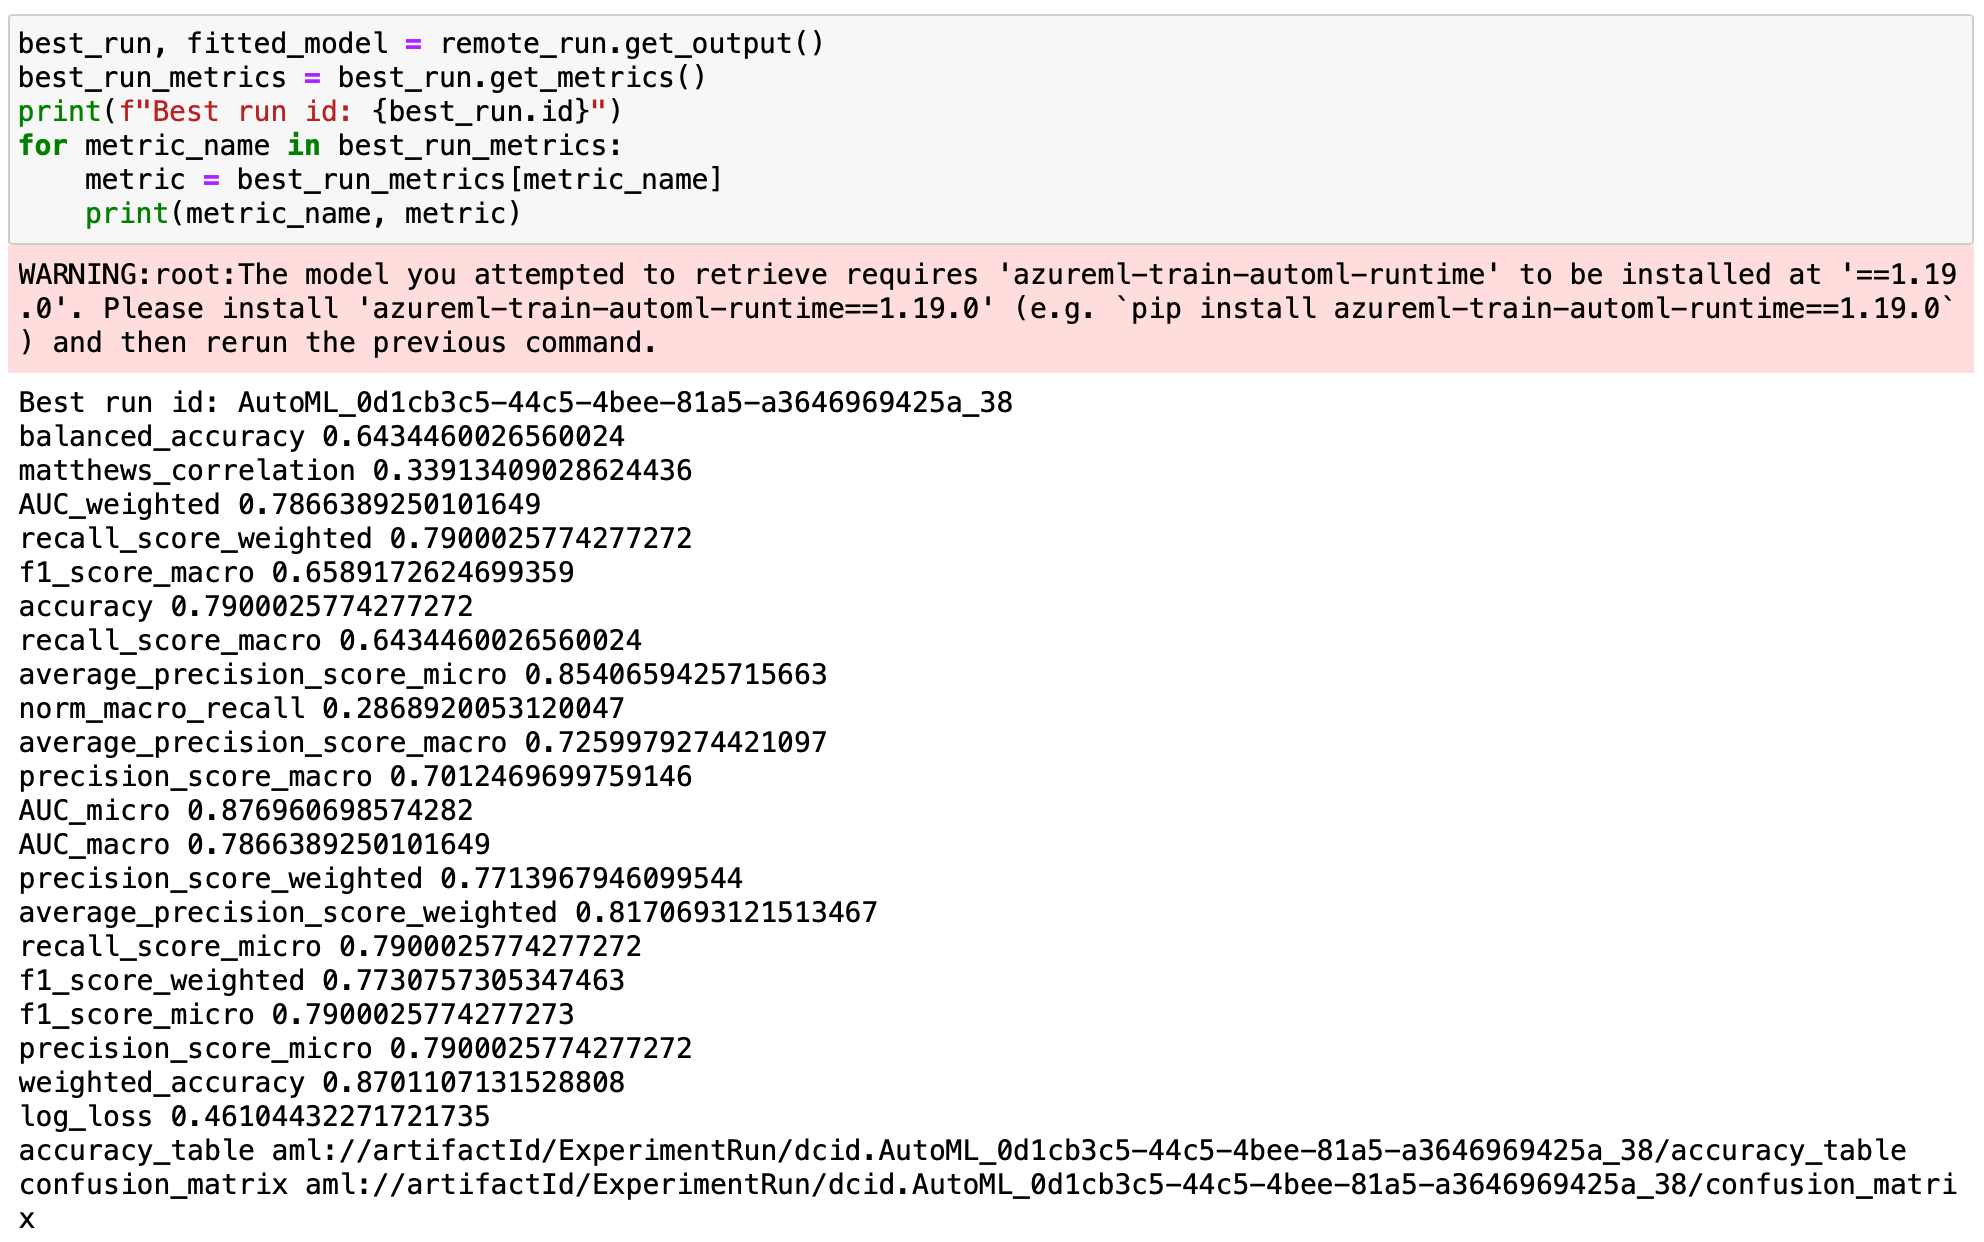 best_run, fitted_model = remote_run.get_output()
best_run_metrics = best_run.get_metrics()
print(f"Best run id: {best_run.id}")
for metric_name in best_run_metrics:
    metric = best_run_metrics[metric_name]
    print(metric_name, metric)
WARNING:root:The model you attempted to retrieve requires 'azureml-train-automl-runtime' to be installed at '==1.19
.0'. Please install 'azureml-train-automl-runtime==1.19.0' (e.g. `pip install azureml-train-automl-runtime==1.19.0`
) and then rerun the previous command.
Best run id: AutoML_0d1cb3c5-44c5-4bee-81a5-a3646969425a_38
balanced_accuracy 0.6434460026560024
matthews_correlation 0.33913409028624436
AUC_weighted 0.7866389250101649
recall_score_weighted 0.7900025774277272
f1_score_macro 0.6589172624699359
accuracy 0.7900025774277272
recall_score_macro 0.6434460026560024
average_precision_score_micro 0.8540659425715663
norm_macro_recall 0.2868920053120047
average_precision_score_macro 0.7259979274421097
precision_score_macro 0.7012469699759146
AUC_micro 0.876960698574282
AUC_macro 0.7866389250101649
precision_score_weighted 0.7713967946099544
average_precision_score_weighted 0.8170693121513467
recall_score_micro 0.7900025774277272
f1_score_weighted 0.7730757305347463
f1_score_micro 0.7900025774277273
precision_score_micro 0.7900025774277272
weighted_accuracy 0.8701107131528808
log_loss 0.46104432271721735
accuracy_table aml://artifactId/ExperimentRun/dcid.AutoML_0d1cb3c5-44c5-4bee-81a5-a3646969425a_38/accuracy_table
confusion_matrix aml://artifactId/ExperimentRun/dcid.AutoML_0d1cb3c5-44c5-4bee-81a5-a3646969425a_38/confusion_matri
x